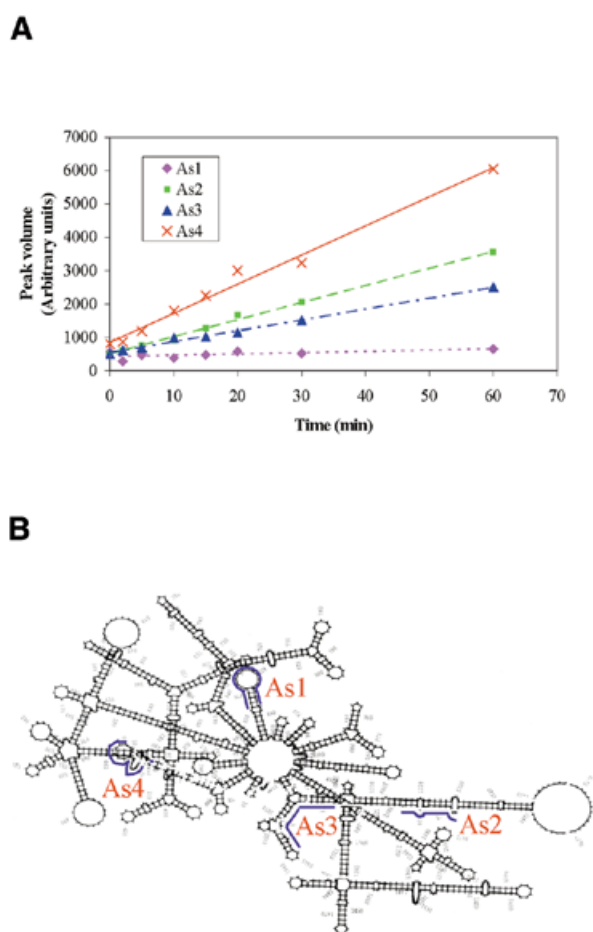 A
7000
6000
5000
4000
3000
2000
1000
0
Peak volume
(Arbitrary units)
As1
As2
As3
As4
0 10 20 30 40 50 60 70
Time (min)
B
As1
As4
As3
As2